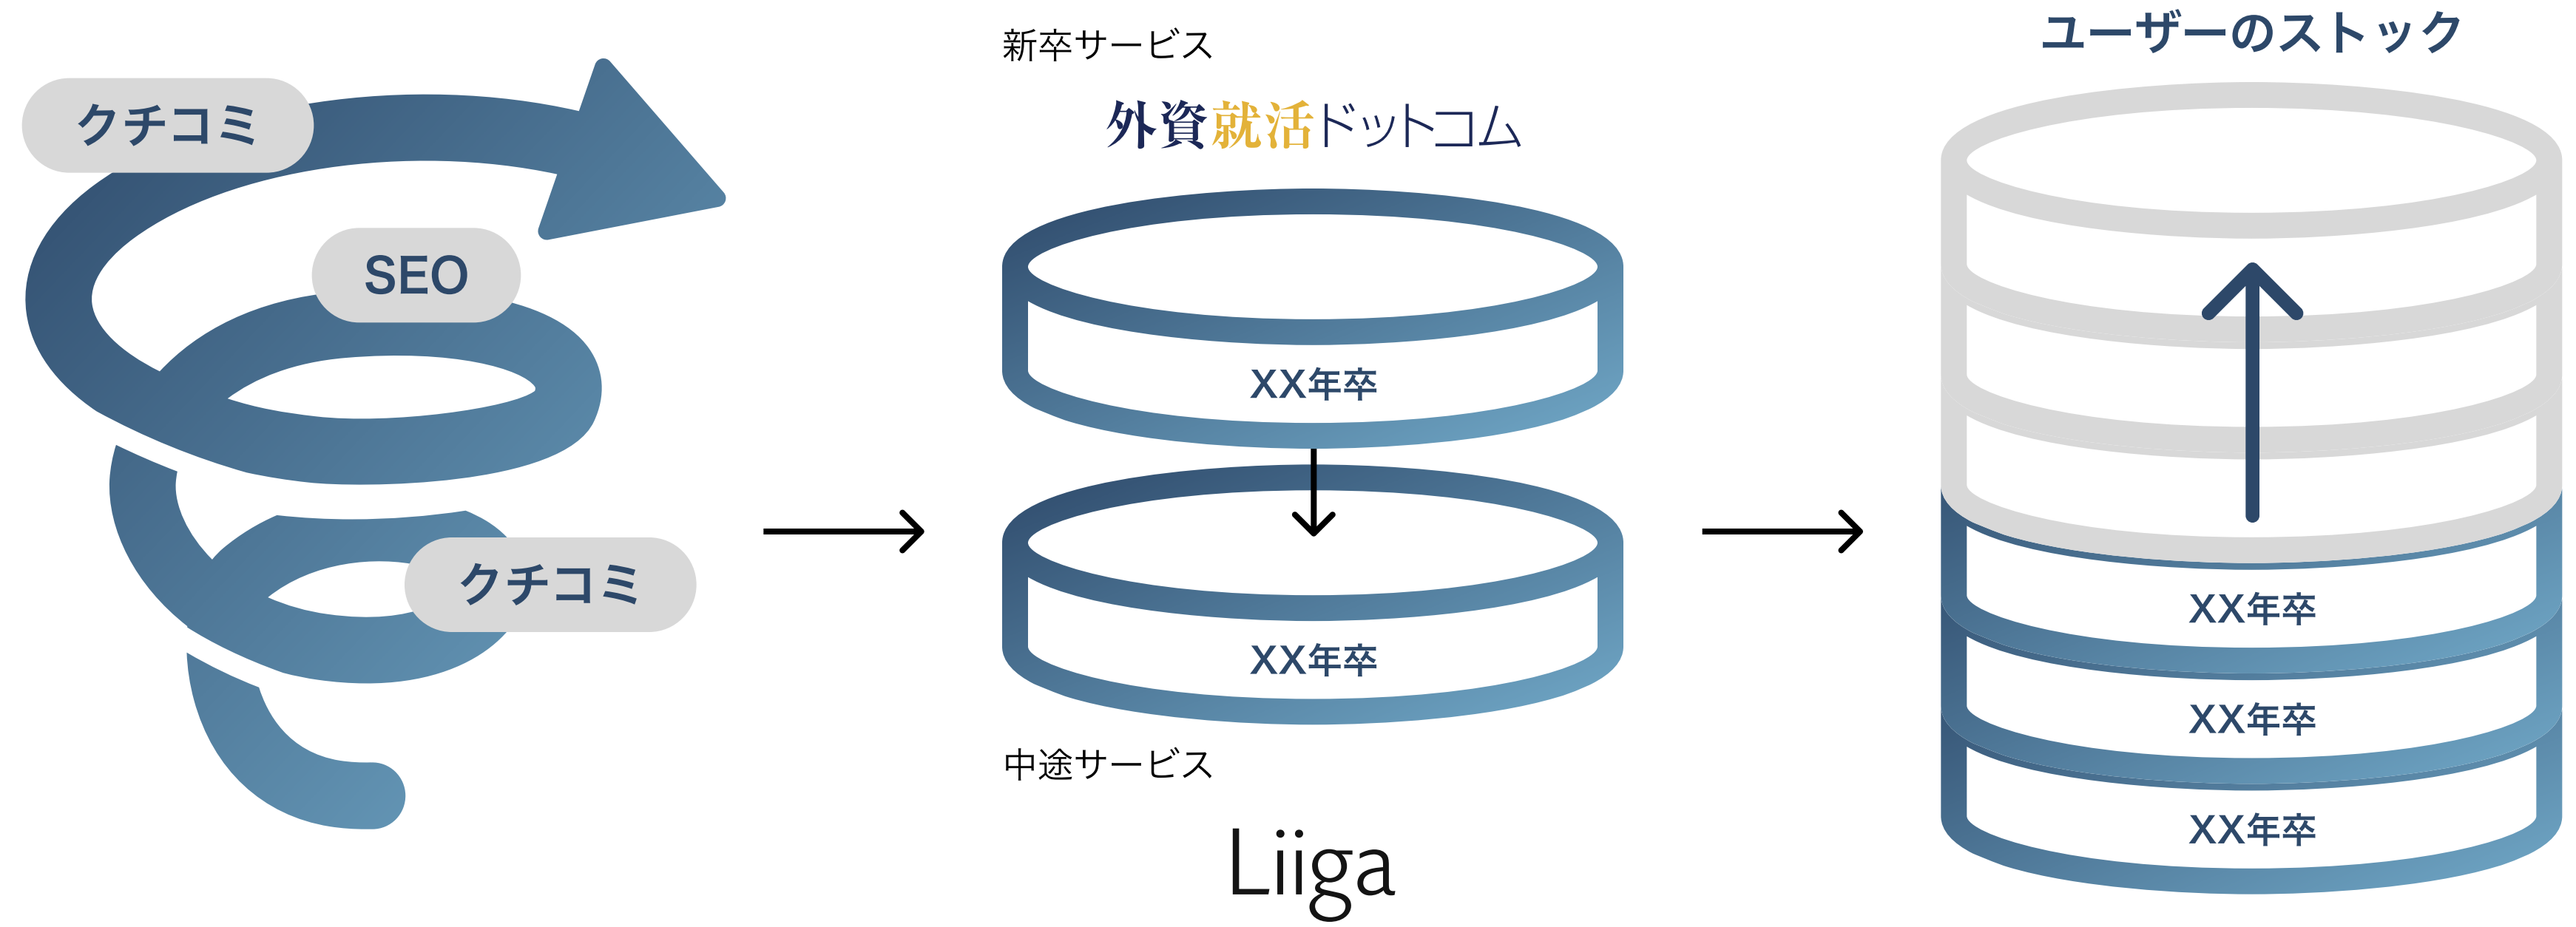 クチコミ
SEO
クチコミ
新卒サービス
外資就活ドットコム
XX年卒
XX年卒
中途サービス
Liiga
ユーザーのストック
XX年卒
XX年卒
XX年卒